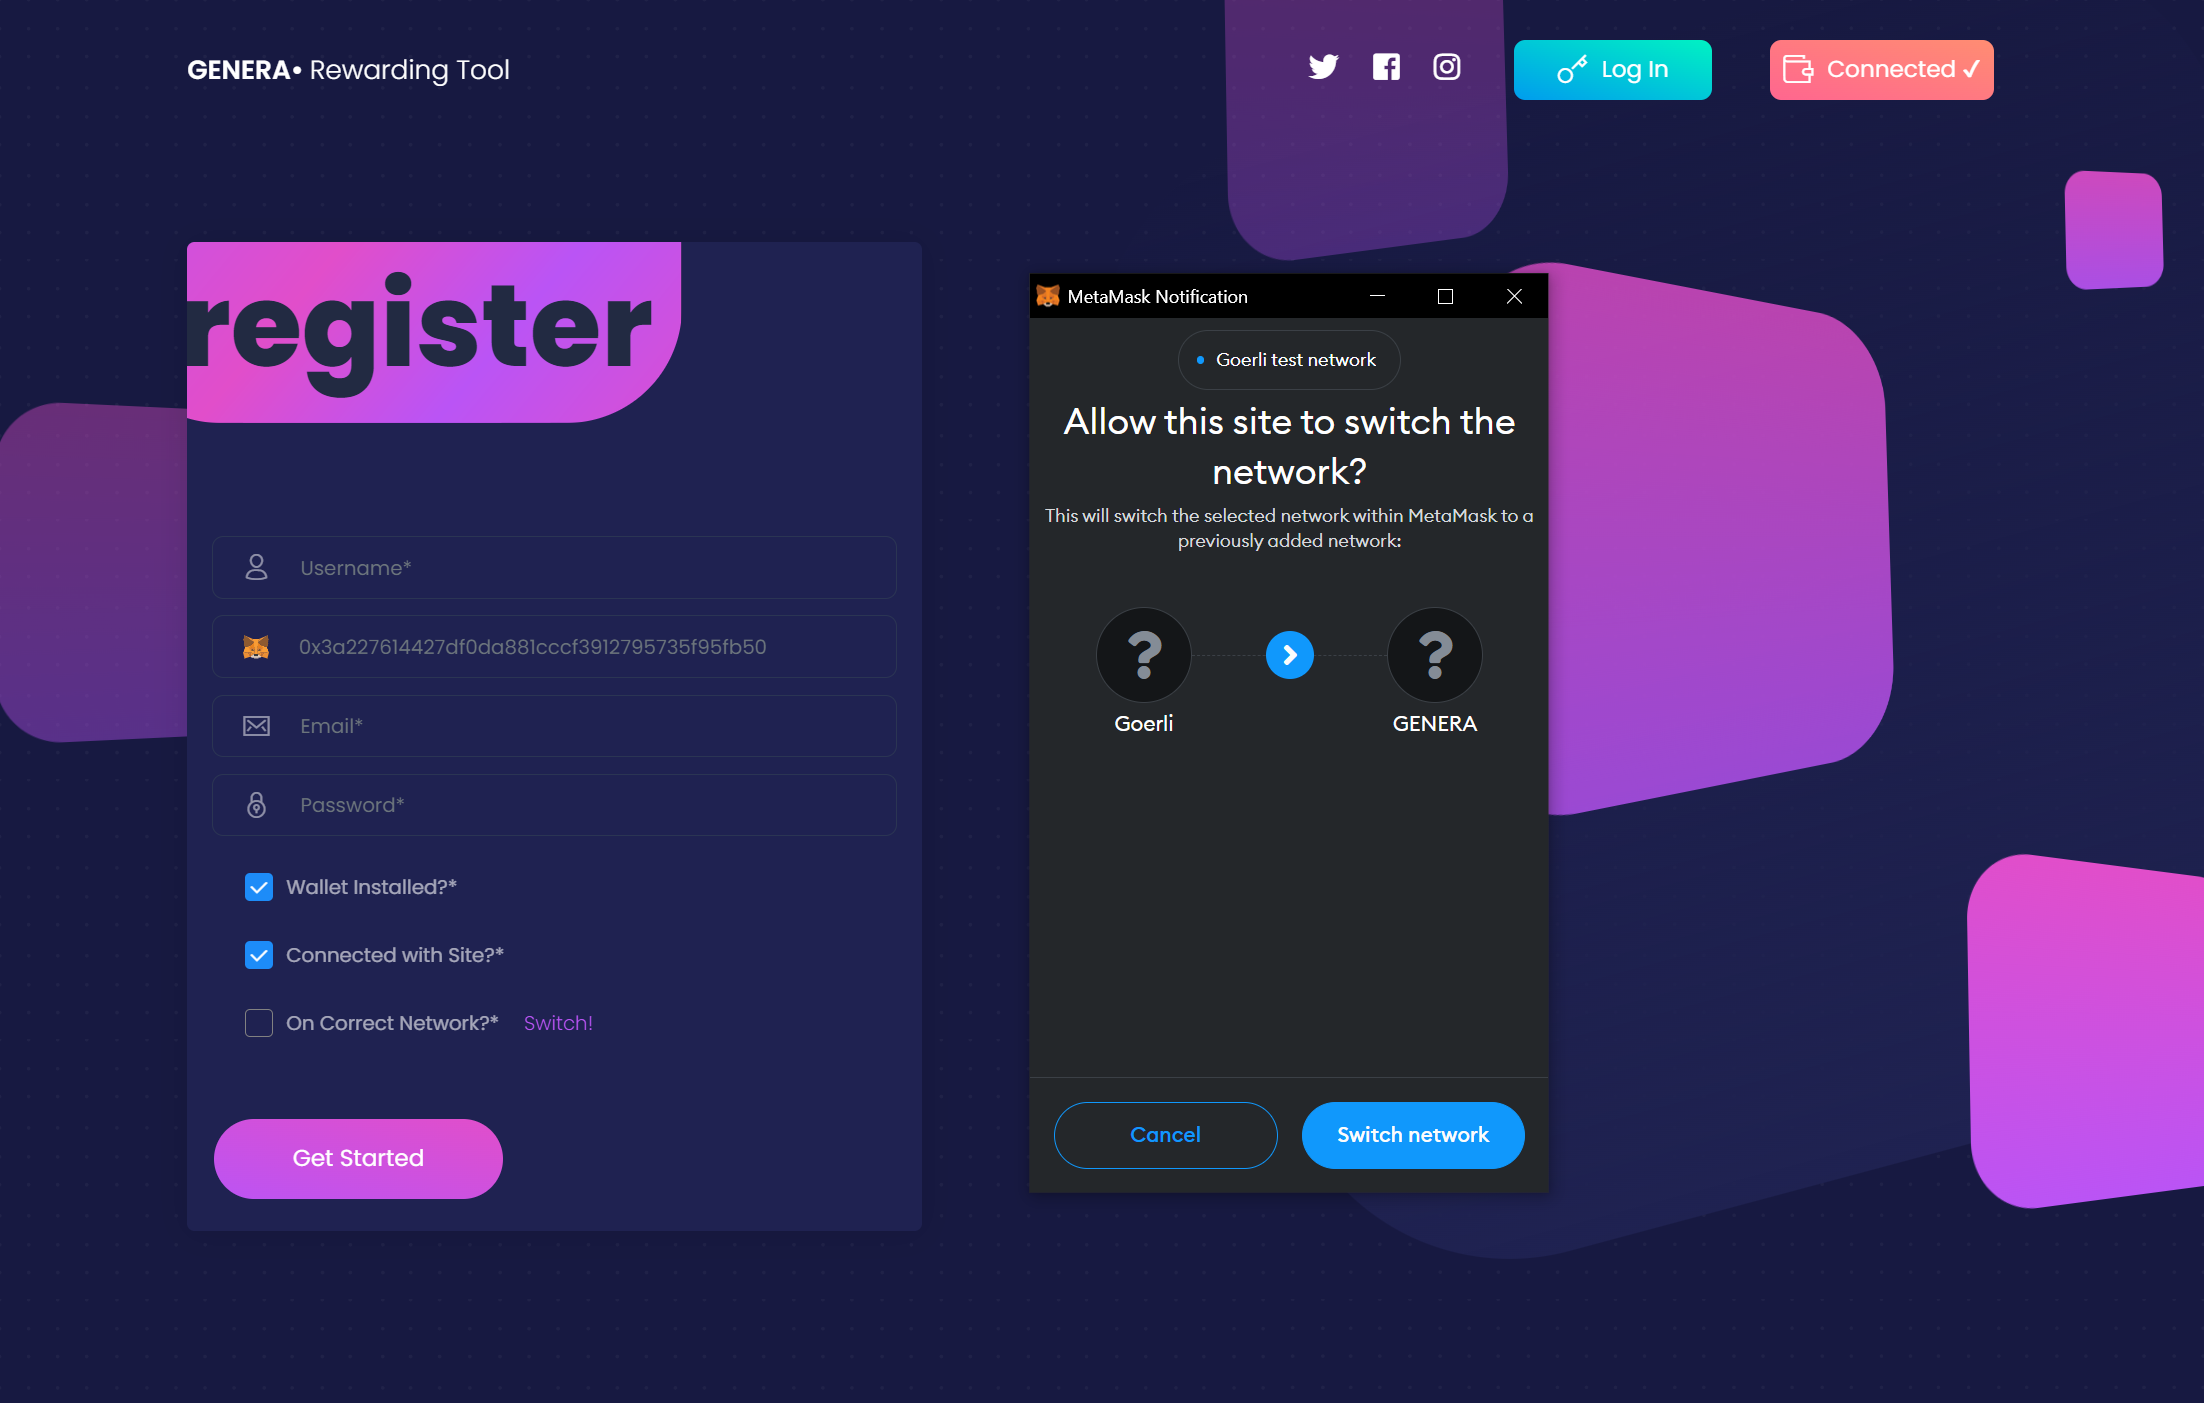 GENERA• Rewarding Tool
Log In
Connected ✓
register
Username*
0x3a227614427df0da881cccf3912795735f95fb50
Email*
Password*
Wallet Installed?*
Connected with Site?*
On Correct Network?* Switch!
Get Started
MetaMask Notification
Goerli test network
Allow this site to switch the
network?
This will switch the selected network within MetaMask to a
previously added network:
? ?
Goerli GENERA
Cancel Switch network